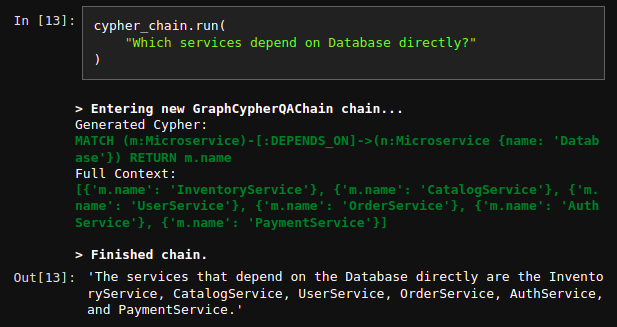 In [13]: cypher_chain.run(
"Which services depend on Database directly?"
)
> Entering new GraphCypherQAChain chain...
Generated Cypher:
MATCH (m:Microservice)-[:DEPENDS_ON]->(n:Microservice {name: 'Datab
ase'}) RETURN m.name
Full Context:
[{'m.name': 'InventoryService'}, {'m.name': 'CatalogService'}, {'m.
name': 'UserService'}, {'m.name': 'OrderService'}, {'m.name': 'Auth
Service'}, {'m.name': 'PaymentService'}]
> Finished chain.
Out[13]: 'The services that depend on the Database directly are the Invento
ryService, CatalogService, UserService, OrderService, AuthService,
and PaymentService.'